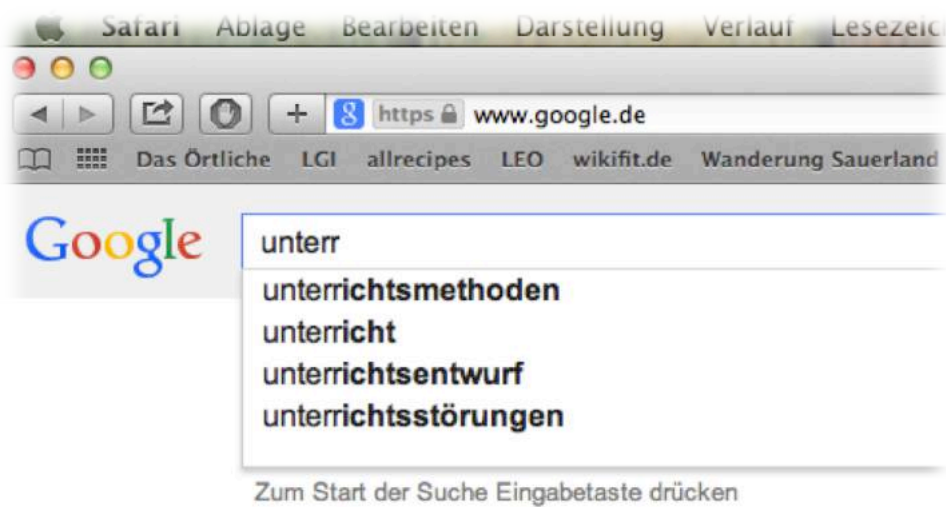 Safari Ablage Bearbeiten Darstellung Verlauf Lesezeic
https www.google.de
Das Örtliche LGI allrecipes LEO wikifit.de Wanderung Sauerland
Google unterr
unterrichtsmethoden
unterricht
unterrichtsentwurf
unterrichtsstörungen
Zum Start der Suche Eingabetaste drücken